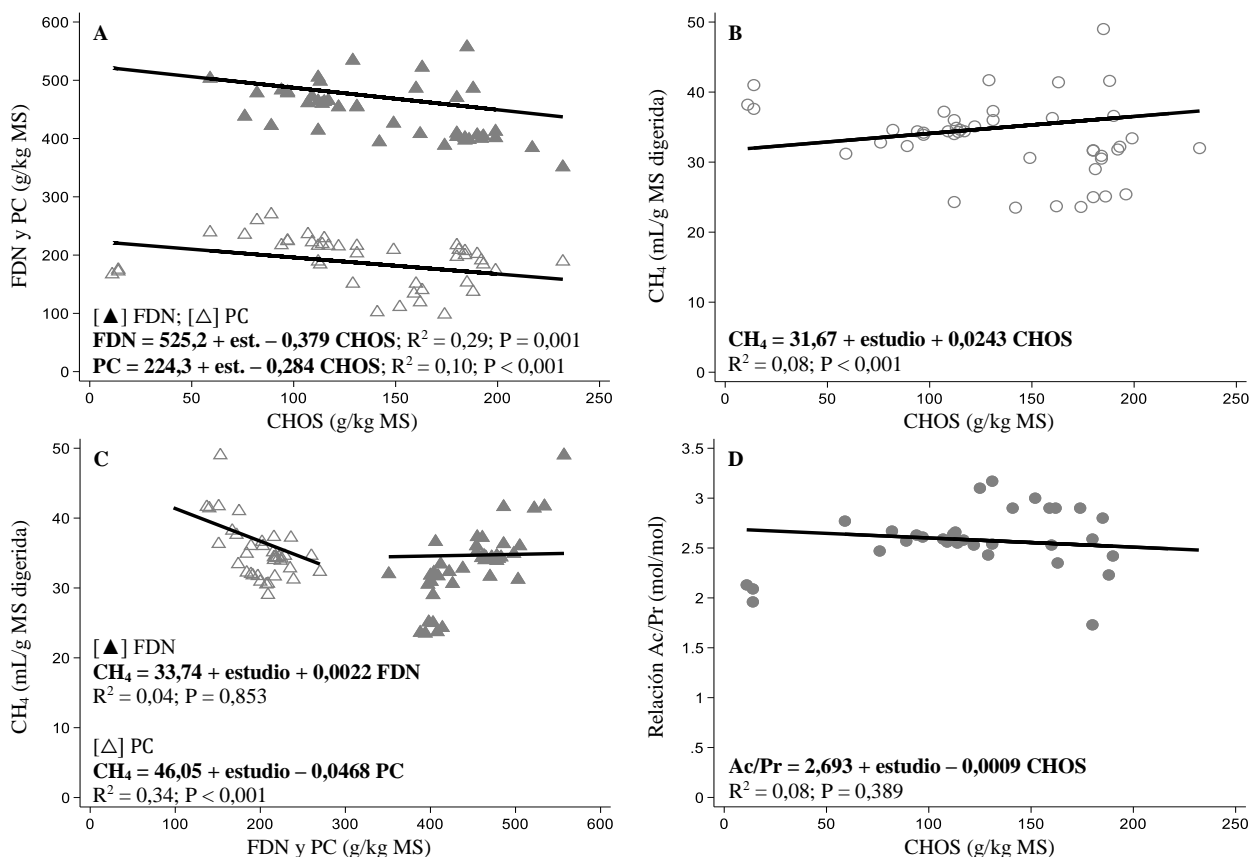 A
FDN y PC (g/kg MS)
600
500
400
300
200
100
0
[▲] FDN; [△] PC
FDN = 525,2 + est. – 0,379 CHOS; R² = 0,29; P = 0,001
PC = 224,3 + est. – 0,284 CHOS; R² = 0,10; P < 0,001
0 50 100 150 200 250
CHOS (g/kg MS)
B
CH₄ (mL/g MS digerida)
50
40
30
20
10
0
CH₄ = 31,67 + estudio + 0,0243 CHOS
R² = 0,08; P < 0,001
0 50 100 150 200 250
CHOS (g/kg MS)
C
CH₄ (mL/g MS digerida)
50
40
30
20
10
0
[▲] FDN
CH₄ = 33,74 + estudio + 0,0022 FDN
R² = 0,04; P = 0,853
[△] PC
CH₄ = 46,05 + estudio – 0,0468 PC
R² = 0,34; P < 0,001
0 100 200 300 400 500 600
FDN y PC (g/kg MS)
D
Relación Ac/Pr (mol/mol)
3.5
3
2.5
2
1.5
1
.5
0
Ac/Pr = 2,693 + estudio – 0,0009 CHOS
R² = 0,08; P = 0,389
0 50 100 150 200 250
CHOS (g/kg MS)